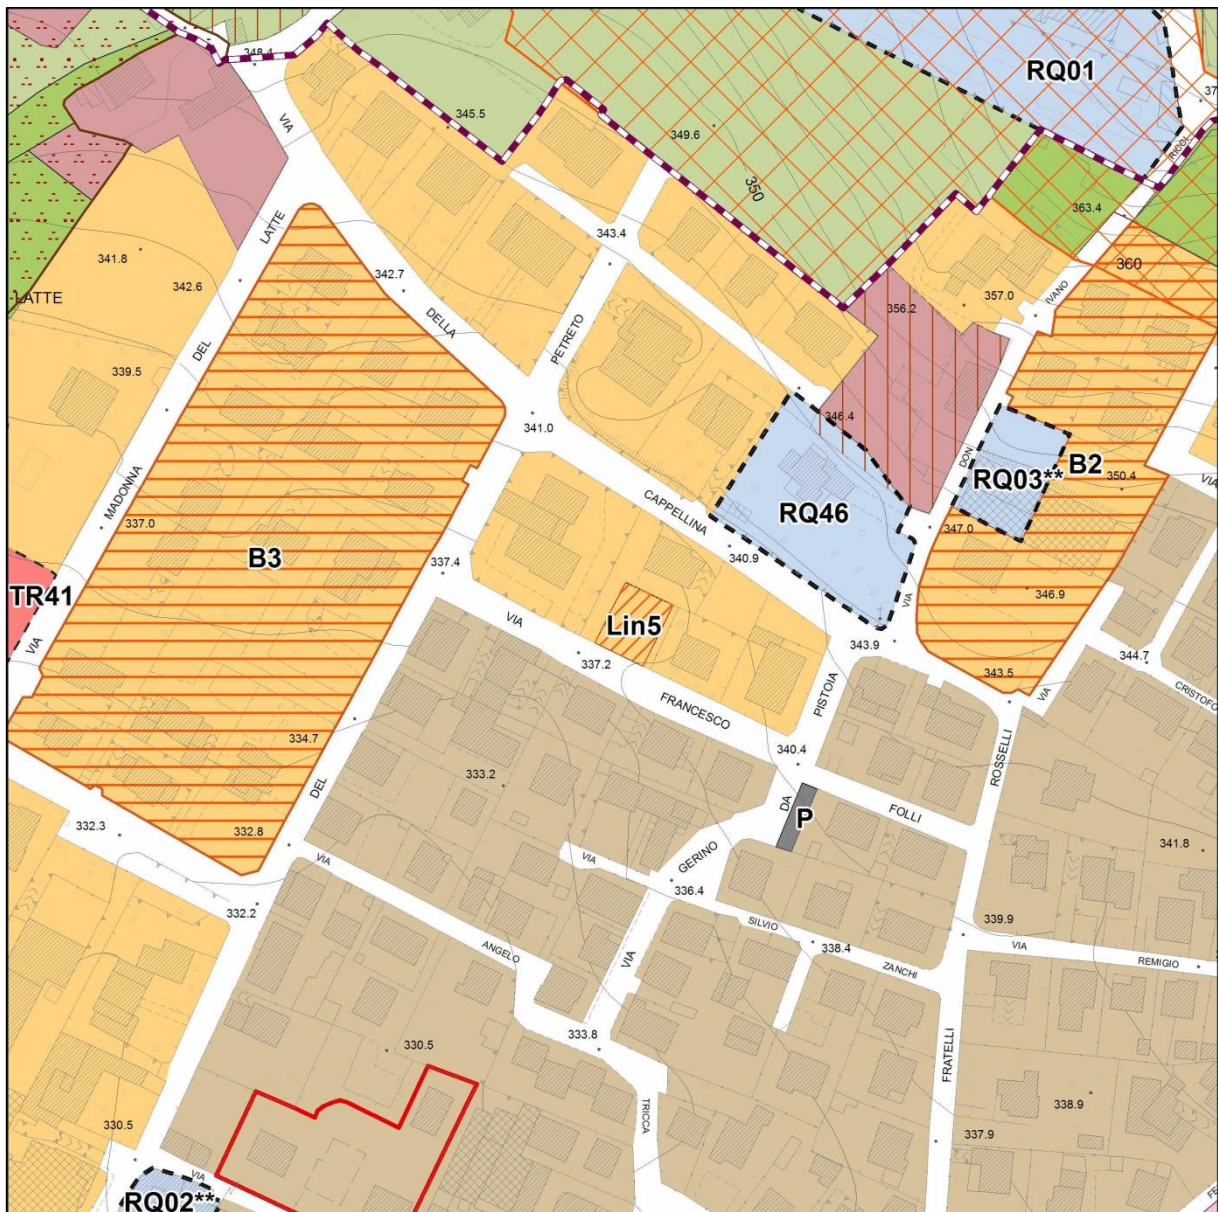 348.4
RQ01
37
VIA
345.5
349.6
350
RICCI
363.4
LATTE
341.8
342.6
342.7
343.4
360
356.2
357.0
IVANO
LATTE
DELLA
PETRETO
DEL
339.5
341.0
346.4
DON
B2
RQ03**
350.4
VIA
MADONNA
CAPPELLINA
RQ46
337.0
347.0
B3
337.4
340.9
TR41
VIA
346.9
VIA
Lin5
VIA
337.2
343.9
344.7
343.5
VIA
CRISTOFO
FRANCESCO
PISTOIA
334.7
340.4
ROSSELLI
DEL
333.2
DA
P
FOLLI
332.3
332.8
341.8
VIA
VIA
GERINO
336.4
332.2
SILVIO
339.9
VIA
ANGELO
VIA
338.4
ZANCHI
REMIGIO
333.8
330.5
FRATELLI
TRICCA
338.9
330.5
337.9
VIA
RQ02**
FE